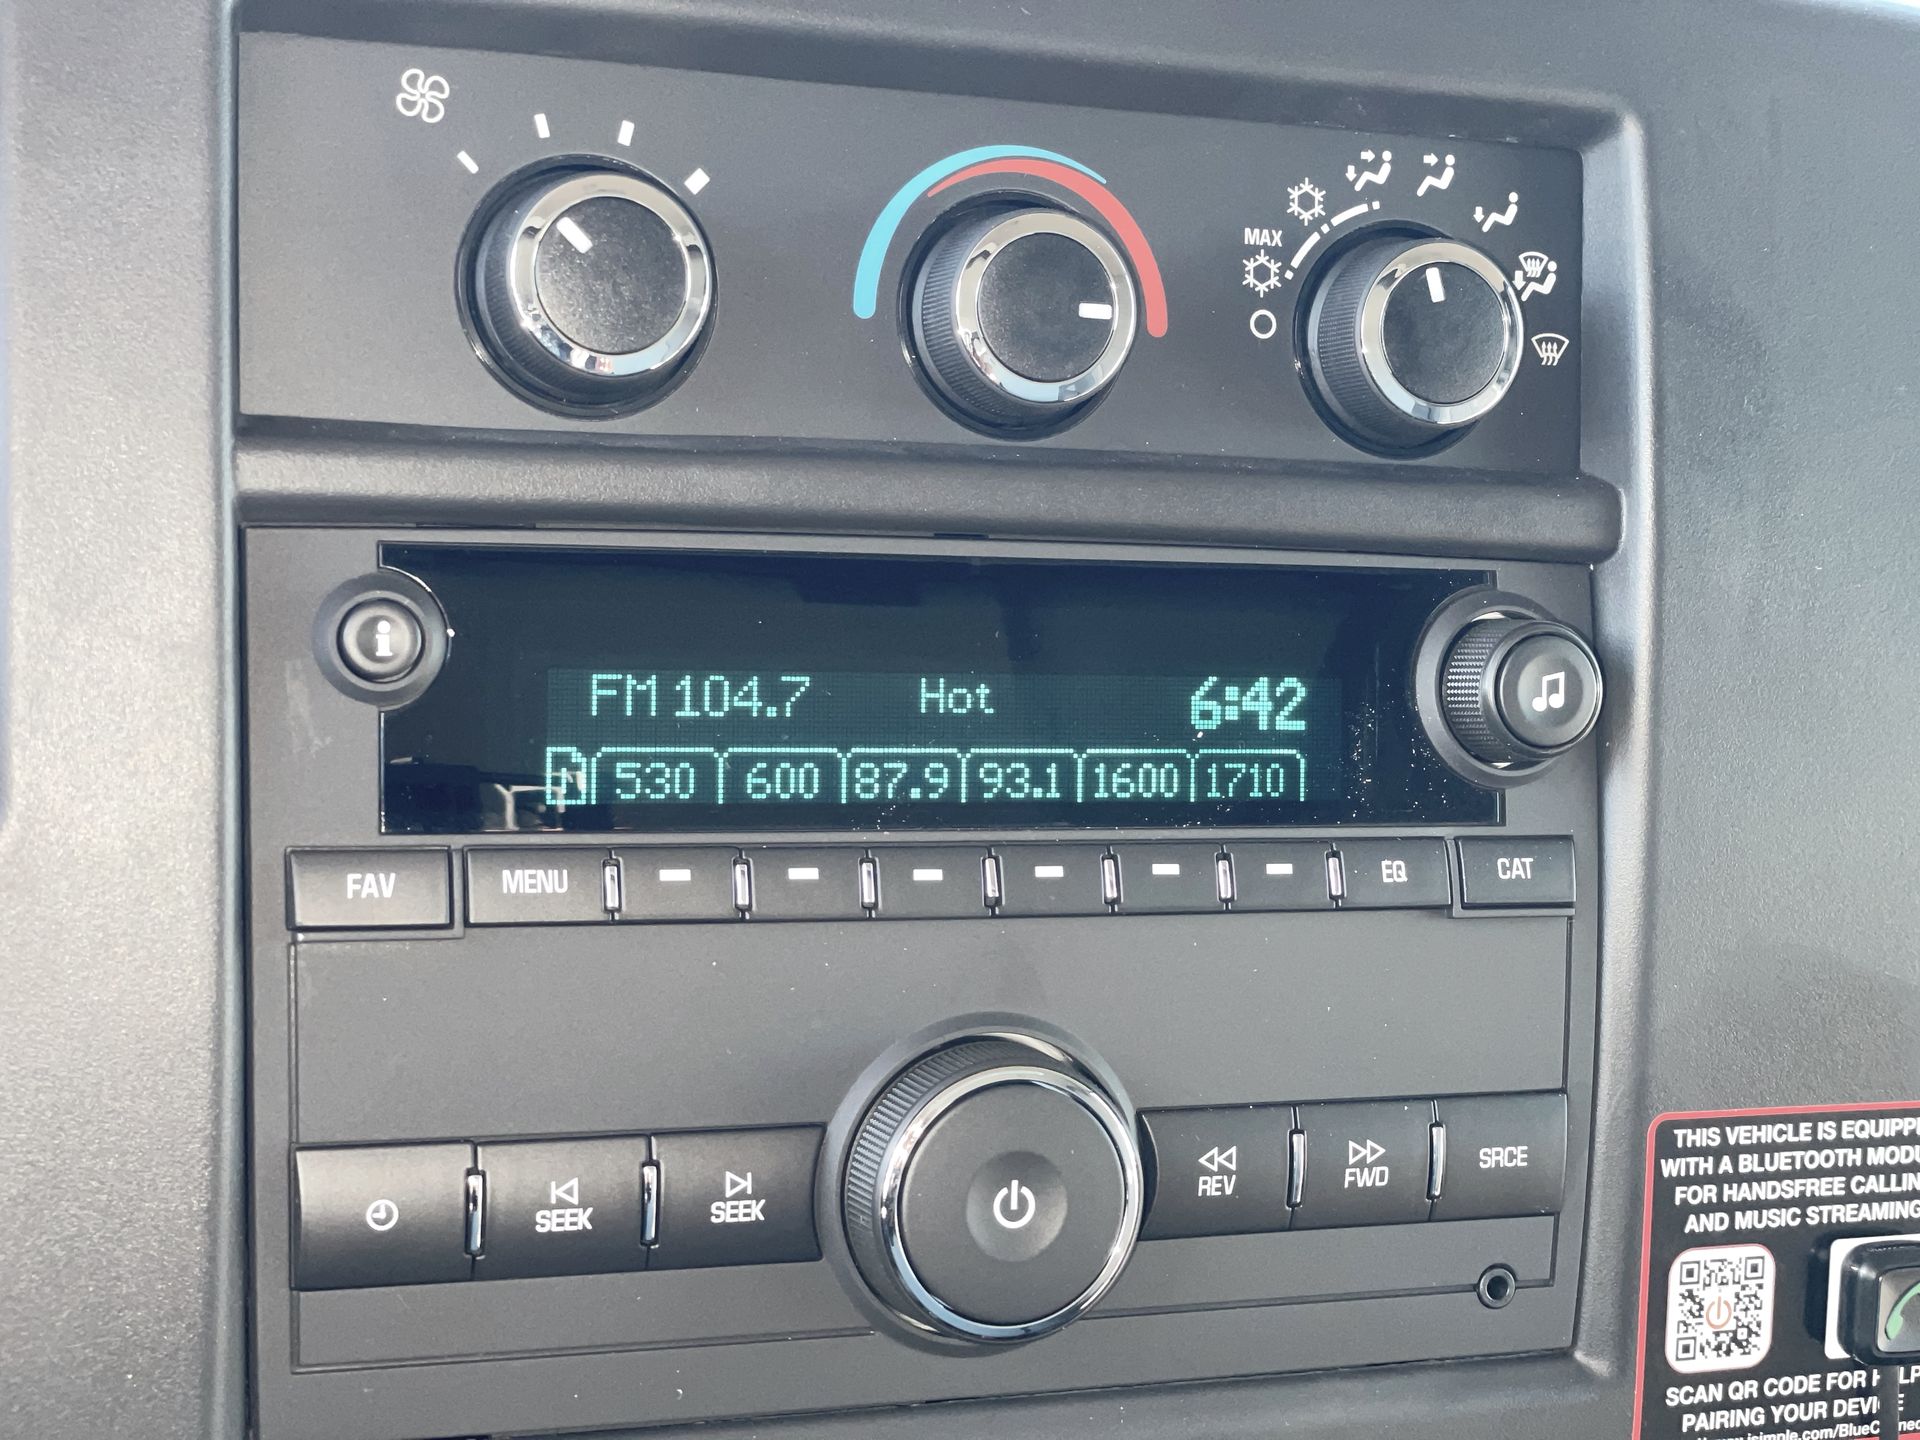 MAX
FM 104.7 Hot 6:42
530 600 87.9 93.1 1600 1710
FAV MENU EQ CAT
SEEK SEEK REV FWD SRCE
THIS VEHICLE IS EQUIPP
WITH A BLUETOOTH MODU
FOR HANDSFREE CALLIN
AND MUSIC STREAMING
SCAN QR CODE FOR
PAIRING YOUR